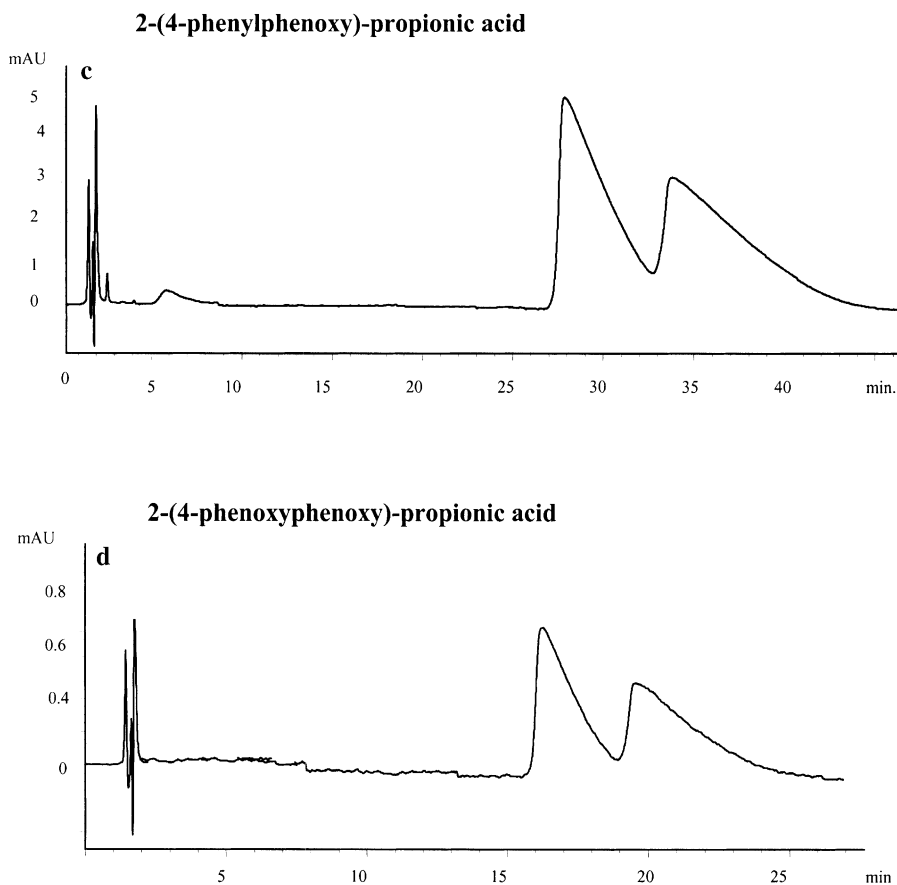 2-(4-phenylphenoxy)-propionic acid
mAU
c
5
4
3
2
1
0
0 5 10 15 20 25 30 35 40 min.
2-(4-phenoxyphenoxy)-propionic acid
mAU
d
0.8
0.6
0.4
0
5 10 15 20 25 min